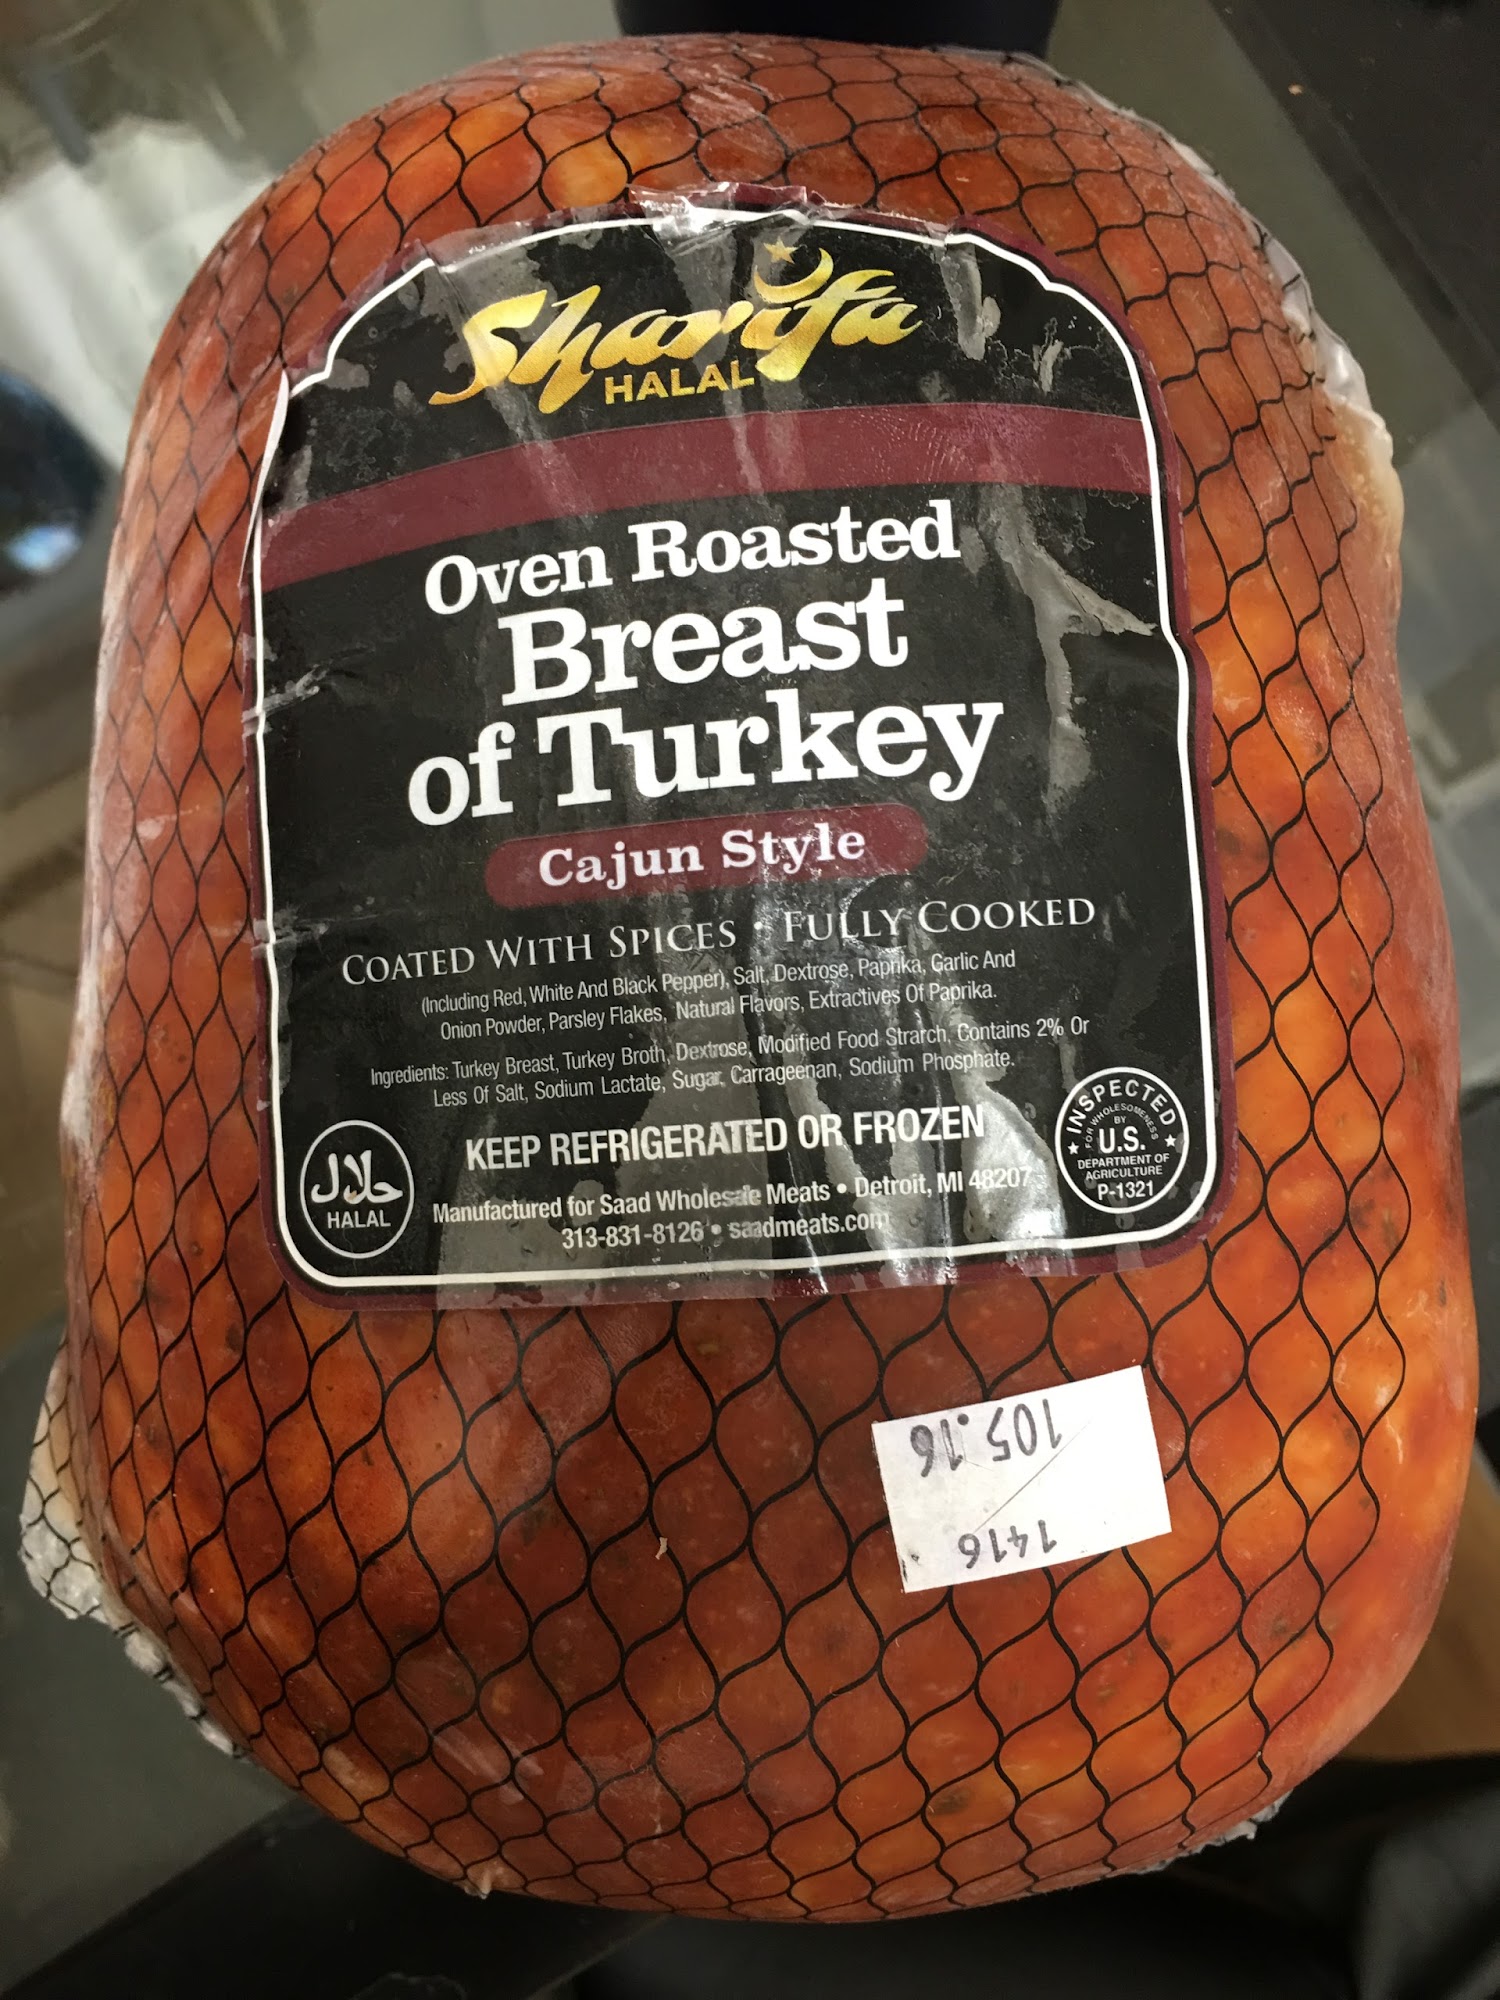 Sharifa
HALAL
Oven Roasted
Breast
of Turkey
Cajun Style
COATED WITH SPICES • FULLY COOKED
(Including Red, White And Black Pepper), Salt, Dextrose, Paprika, Garlic And
Onion Powder, Parsley Flakes, Natural Flavors, Extractives Of Paprika.
Ingredients: Turkey Breast, Turkey Broth, Dextrose, Modified Food Strarch, Contains 2% Or
Less Of Salt, Sodium Lactate, Sugar, Carrageenan, Sodium Phosphate.
KEEP REFRIGERATED OR FROZEN
Manufactured for Saad Wholesale Meats • Detroit, MI 48207
313-831-8126 • saadmeats.com
حلال
HALAL
INSPECTED
FOR WHOLESOMENESS
BY
U.S.
DEPARTMENT OF
AGRICULTURE
P-1321
1416
105.16